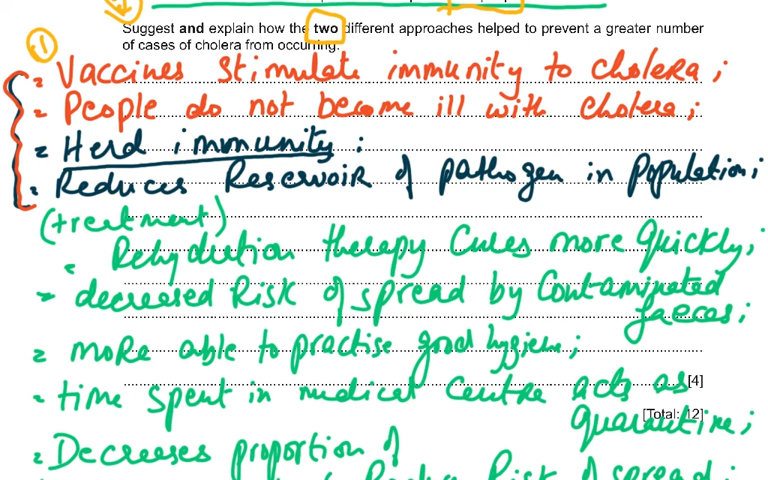 Suggest and explain how the two different approaches helped to prevent a greater number
of cases of cholera from occurring.
①
- Vaccines stimulate immunity to cholera ;
- People do not become ill with cholera ;
- Herd immunity :
- Reduces Reservoir of pathogen in Population ;
(treatment)
- Rehydration therapy Cures more Quickly ;
- decreased Risk of spread by Contaminated
faeces ;
- more able to practise good hygiene ;
[4]
- time spent in medical Centre acts as
[Total: 12]
quarantine ;
- Decreases proportion of
Risk of spread ;